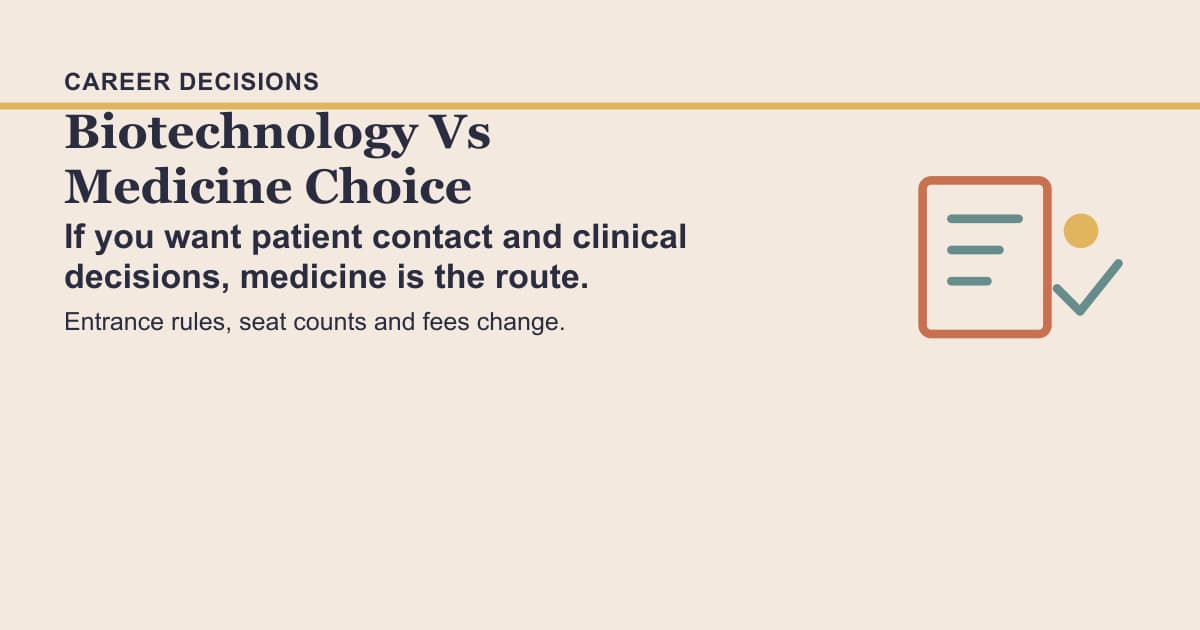 CAREER DECISIONS
Biotechnology Vs
Medicine Choice
If you want patient contact and clinical
decisions, medicine is the route.
Entrance rules, seat counts and fees change.